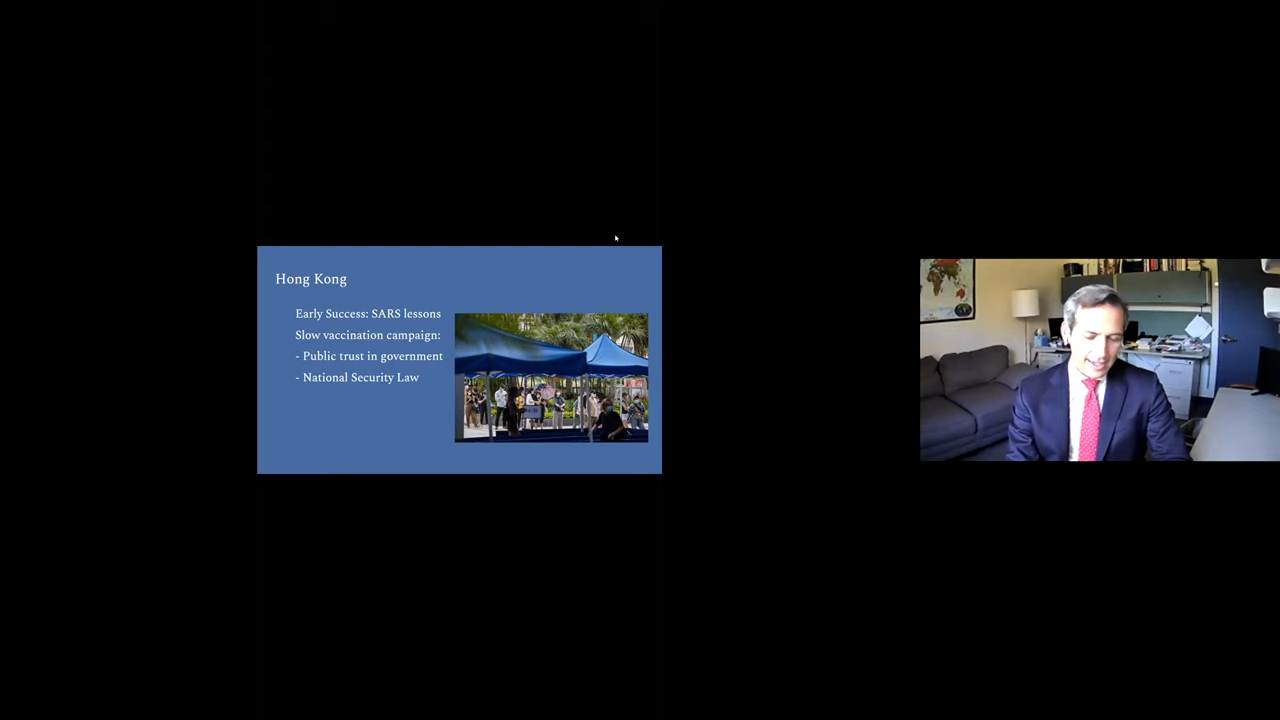 Hong Kong
Early Success: SARS lessons
Slow vaccination campaign:
- Public trust in government
- National Security Law